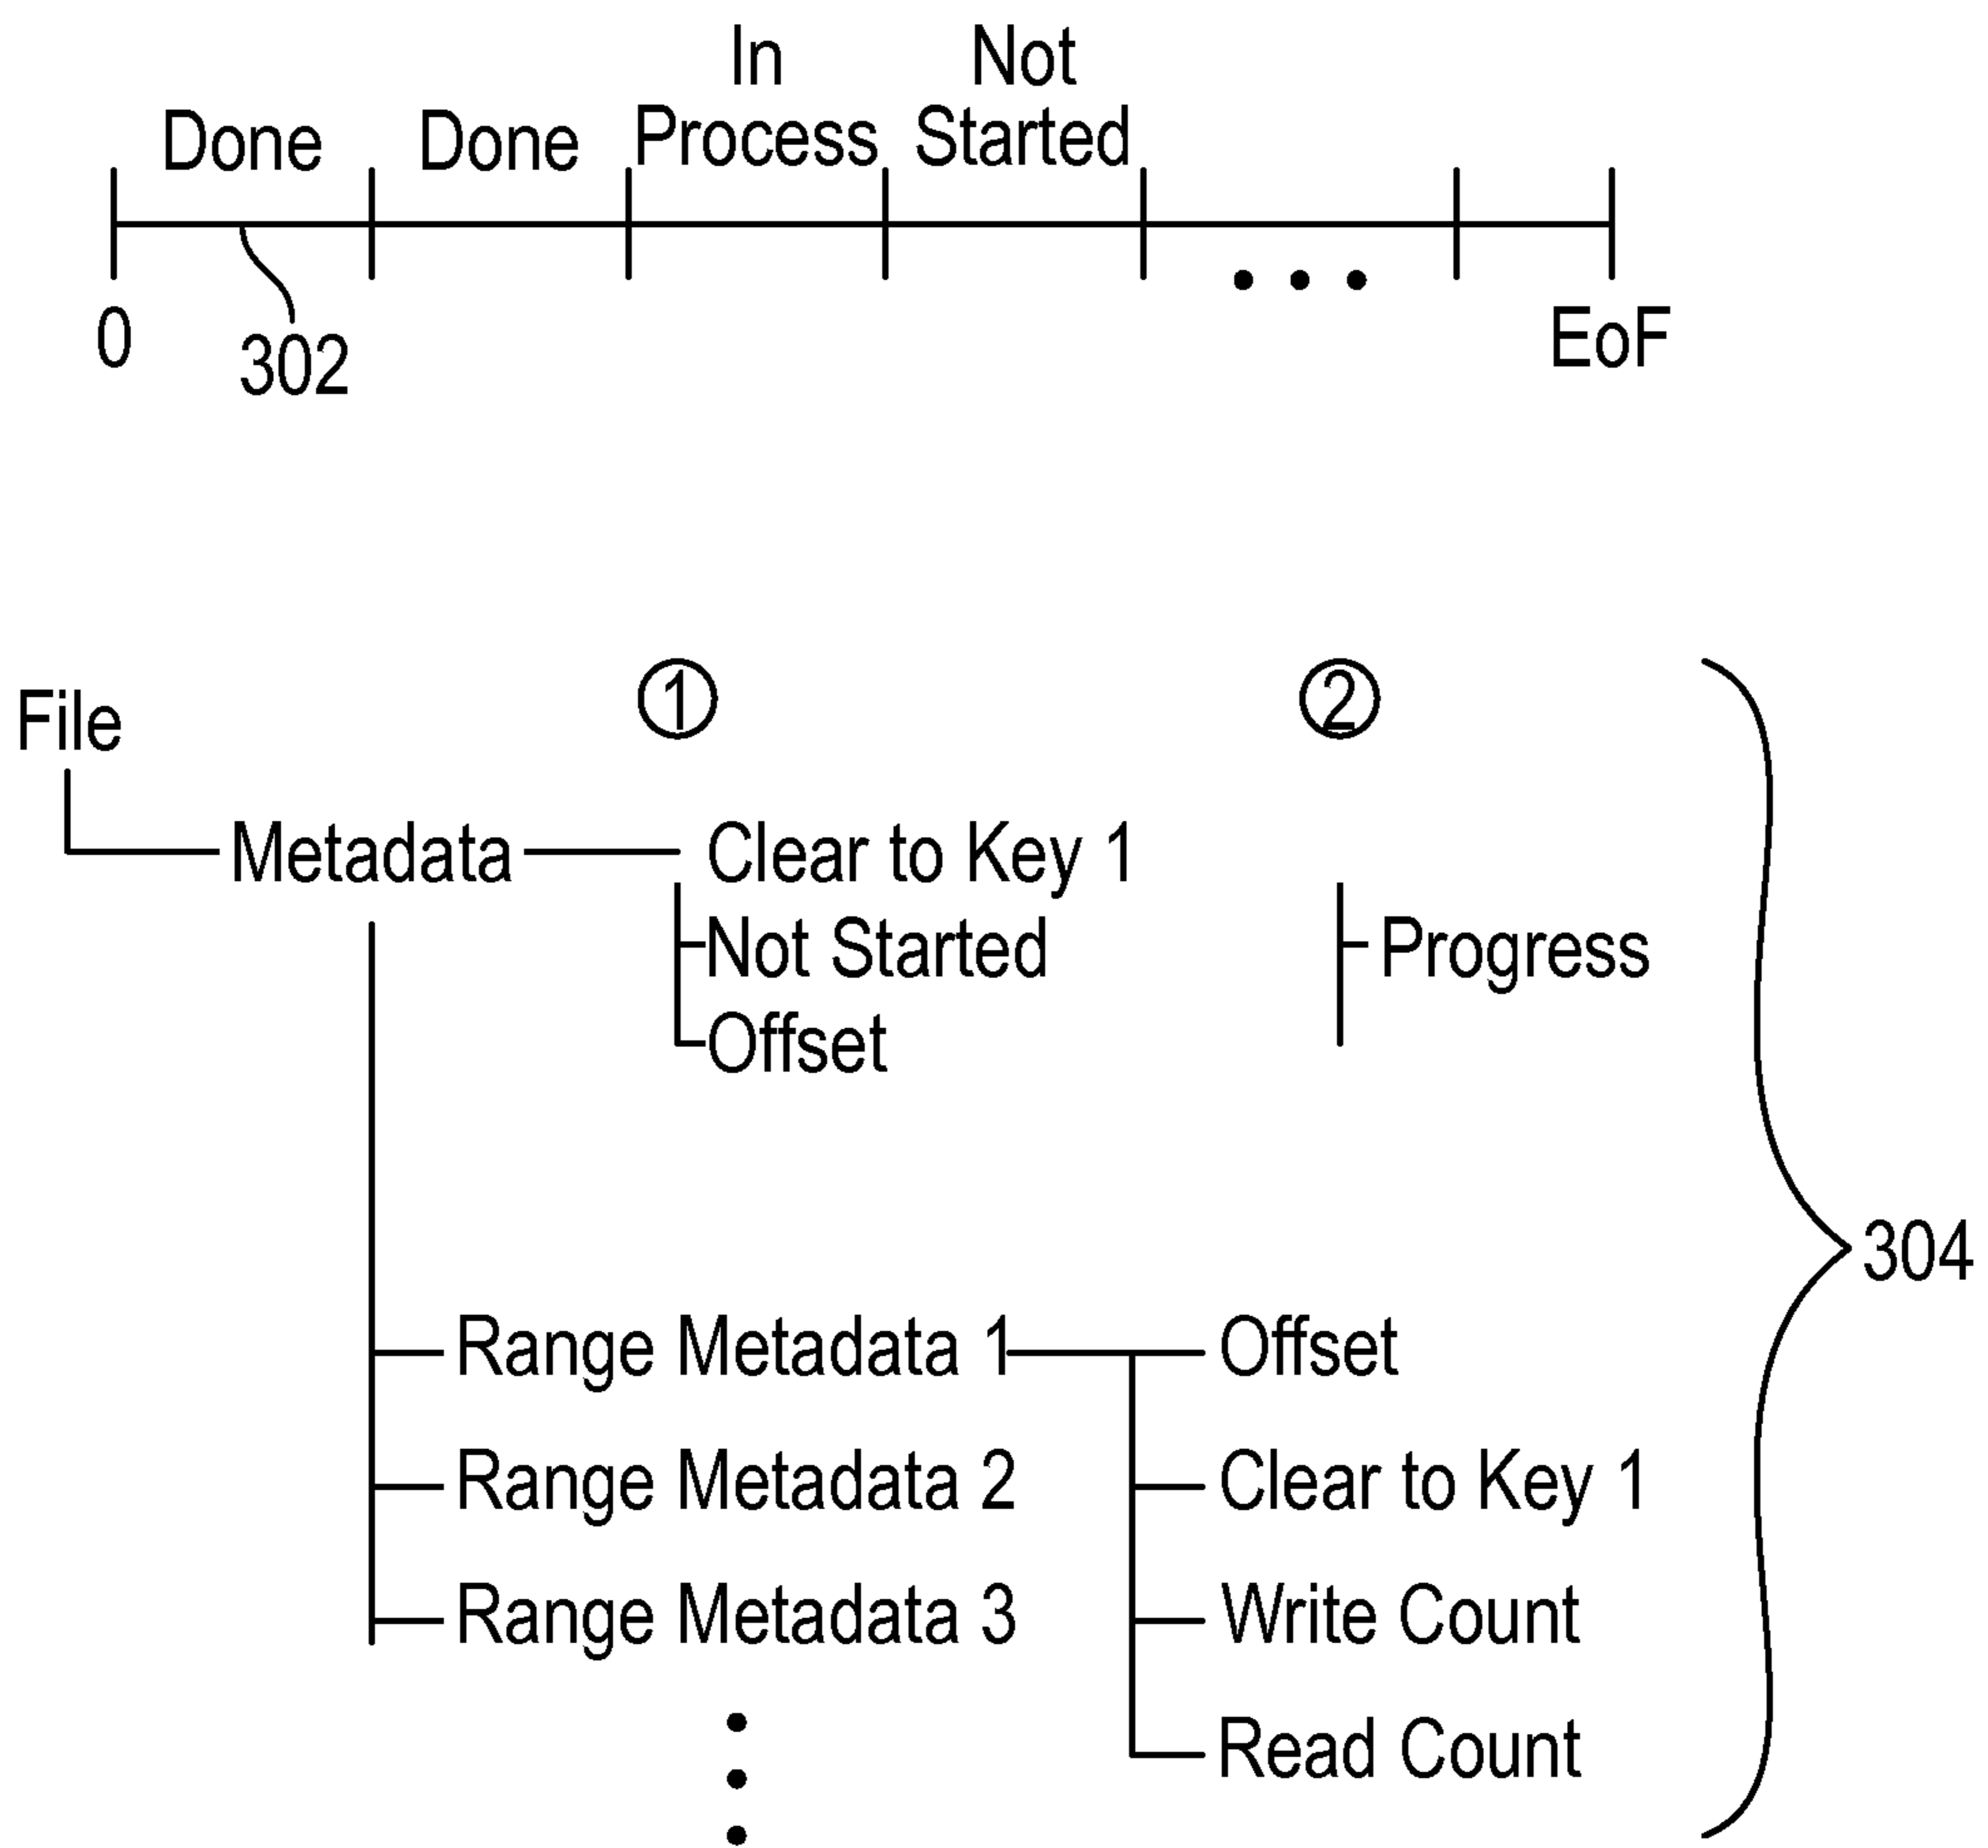 In
Process
Not
Started
Done
Done
0
302
EoF
File
1
2
Metadata
Clear to Key 1
Not Started
Progress
Offset
304
Range Metadata 1
Offset
Range Metadata 2
Clear to Key 1
Range Metadata 3
Write Count
Read Count